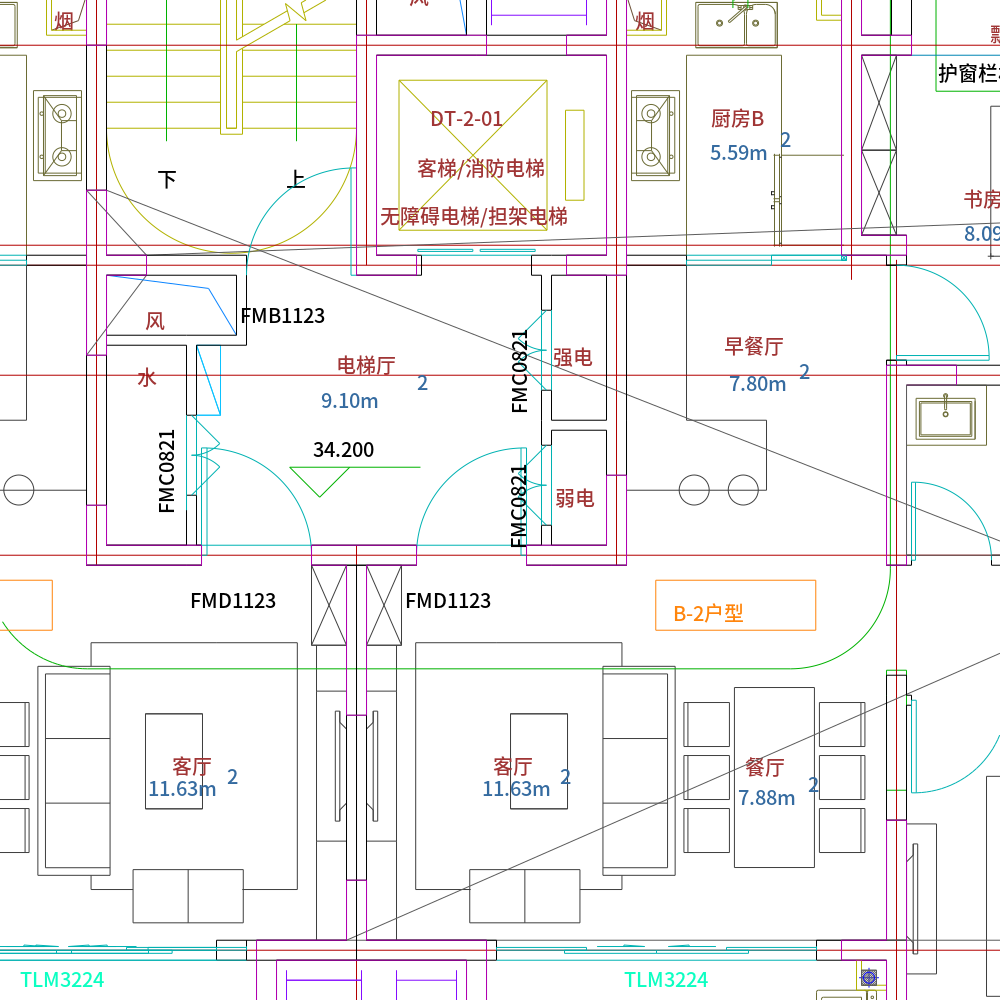 烟
烟
护窗栏
DT-2-01
厨房B
5.59m 2
客梯/消防电梯
下
上
无障碍电梯/担架电梯
书房
8.09
FMB1123
风
FMC0821
强电
早餐厅
7.80m 2
电梯厅
9.10m 2
水
34.200
FMC0821
FMC0821
弱电
FMD1123
FMD1123
B-2户型
客厅
11.63m 2
客厅
11.63m 2
餐厅
7.88m 2
TLM3224
TLM3224